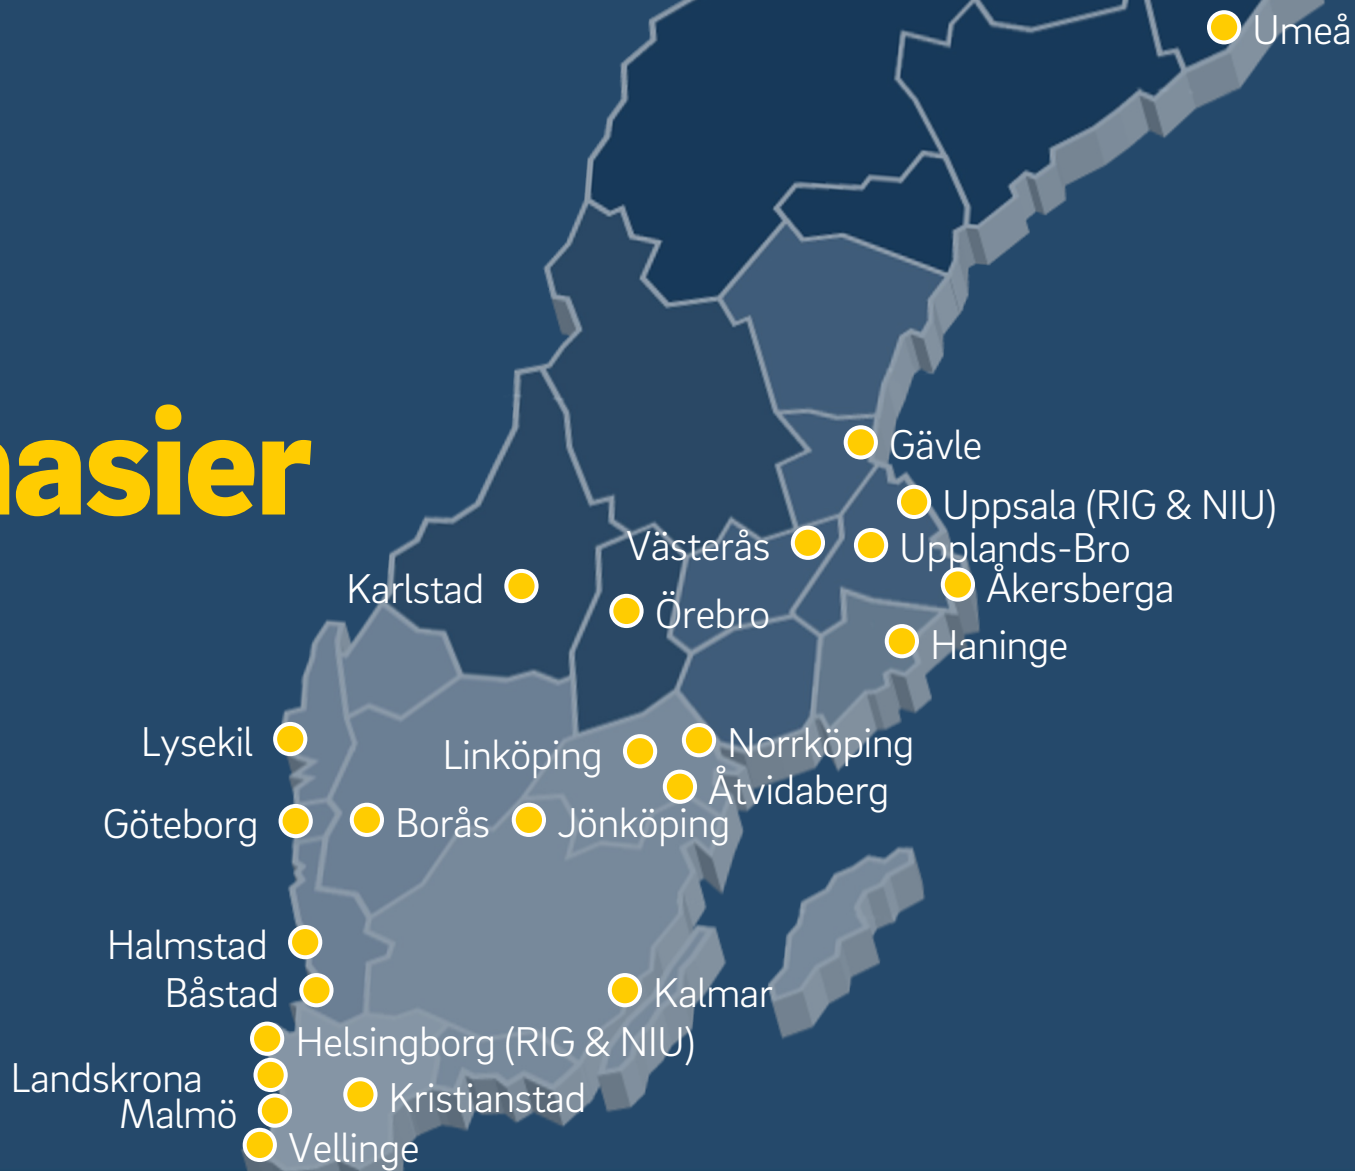 Umeå
nasier
Gävle
Uppsala (RIG & NIU)
Västerås
Upplands-Bro
Karlstad
Åkersberga
Örebro
Haninge
Lysekil
Linköping
Norrköping
Åtvidaberg
Göteborg
Borås
Jönköping
Halmstad
Båstad
Kalmar
Helsingborg (RIG & NIU)
Landskrona
Kristianstad
Malmö
Vellinge